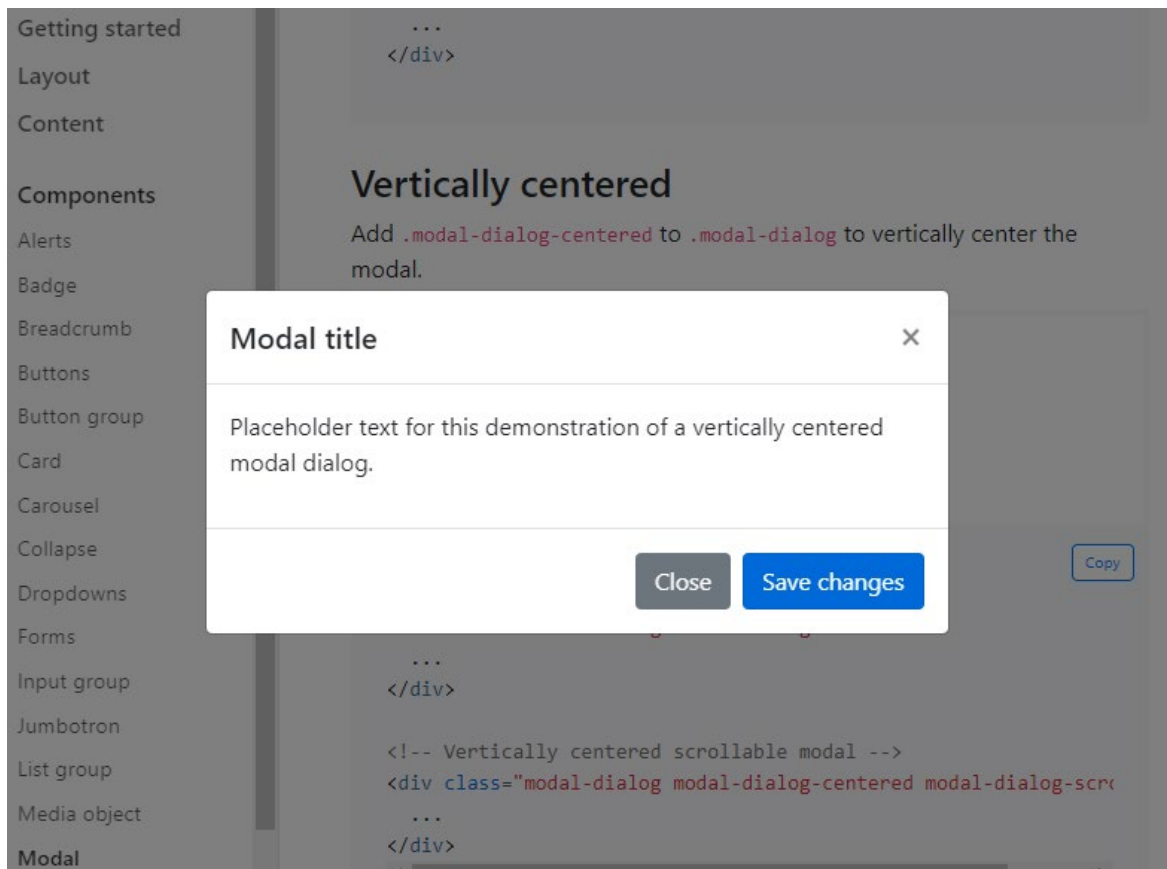 Getting started
Layout
Content
Components
Alerts
Badge
Breadcrumb
Buttons
Button group
Card
Carousel
Collapse
Dropdowns
Forms
Input group
Jumbotron
List group
Media object
Modal
...
</div>
Vertically centered
Add .modal-dialog-centered to .modal-dialog to vertically center the
modal.
Modal title ×
Placeholder text for this demonstration of a vertically centered
modal dialog.
Close Save changes
Copy
...
</div>
<!-- Vertically centered scrollable modal -->
<div class="modal-dialog modal-dialog-centered modal-dialog-scr
...
</div>